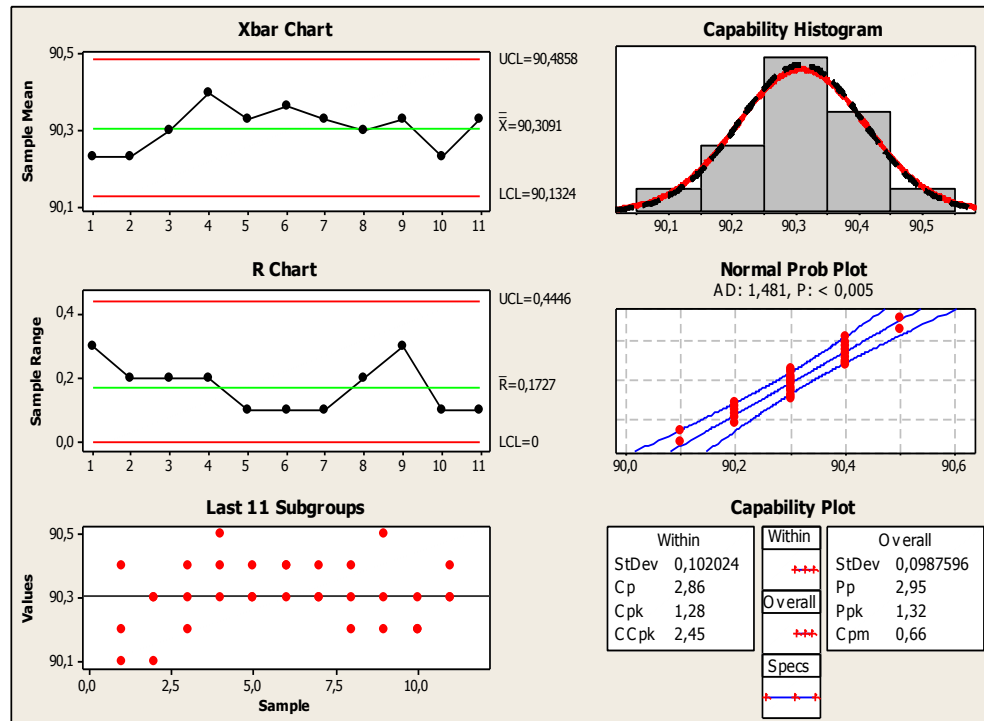 Xbar Chart
Sample Mean
90,5
90,3
90,1
1 2 3 4 5 6 7 8 9 10 11
UCL=90,4858
X=90,3091
LCL=90,1324
Capability Histogram
90,1 90,2 90,3 90,4 90,5
R Chart
Sample Range
0,4
0,2
0,0
1 2 3 4 5 6 7 8 9 10 11
UCL=0,4446
R=0,1727
LCL=0
Normal Prob Plot
AD: 1,481, P: < 0,005
90,0 90,2 90,4 90,6
Last 11 Subgroups
Values
90,5
90,3
90,1
0,0 2,5 5,0 7,5 10,0
Sample
Capability Plot
Within
StDev 0,102024
Cp 2,86
Cpk 1,28
CCpk 2,45
Within
Overall
Specs
Overall
StDev 0,0987596
Pp 2,95
Ppk 1,32
Cpm 0,66